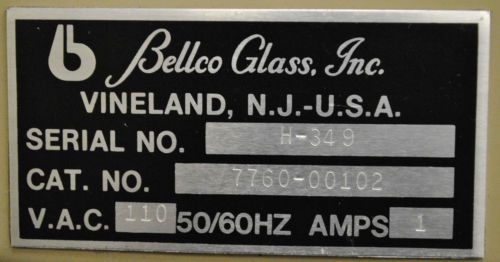 Bellco Glass, Inc.
VINELAND, N.J.-U.S.A.
SERIAL NO. H-349
CAT. NO. 7760-00102
V.A.C. 110 50/60HZ AMPS 1